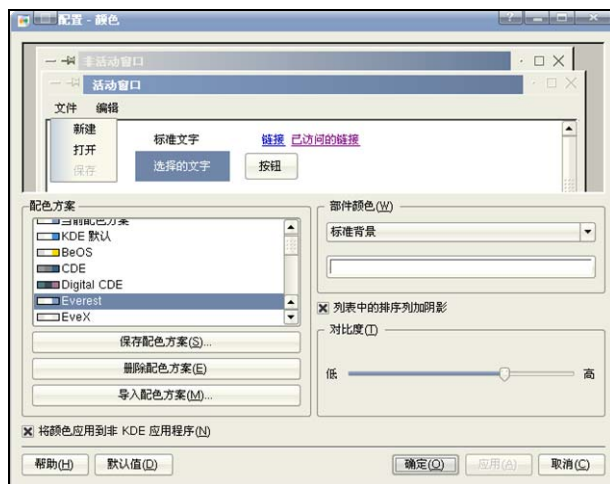 配置 - 颜色
非活动窗口
活动窗口
文件 编辑
新建
打开
保存
标准文字 链接 已访问的链接
选择的文字 按钮
配色方案
当前配色方案
KDE 默认
BeOS
CDE
Digital CDE
Everest
EveX
保存配色方案(S)...
删除配色方案(E)
导入配色方案(M)...
部件颜色(W)
标准背景
列表中的排序列加阴影
对比度(T)
低 高
将颜色应用到非 KDE 应用程序(N)
帮助(H) 默认值(D) 确定(O) 应用(A) 取消(C)